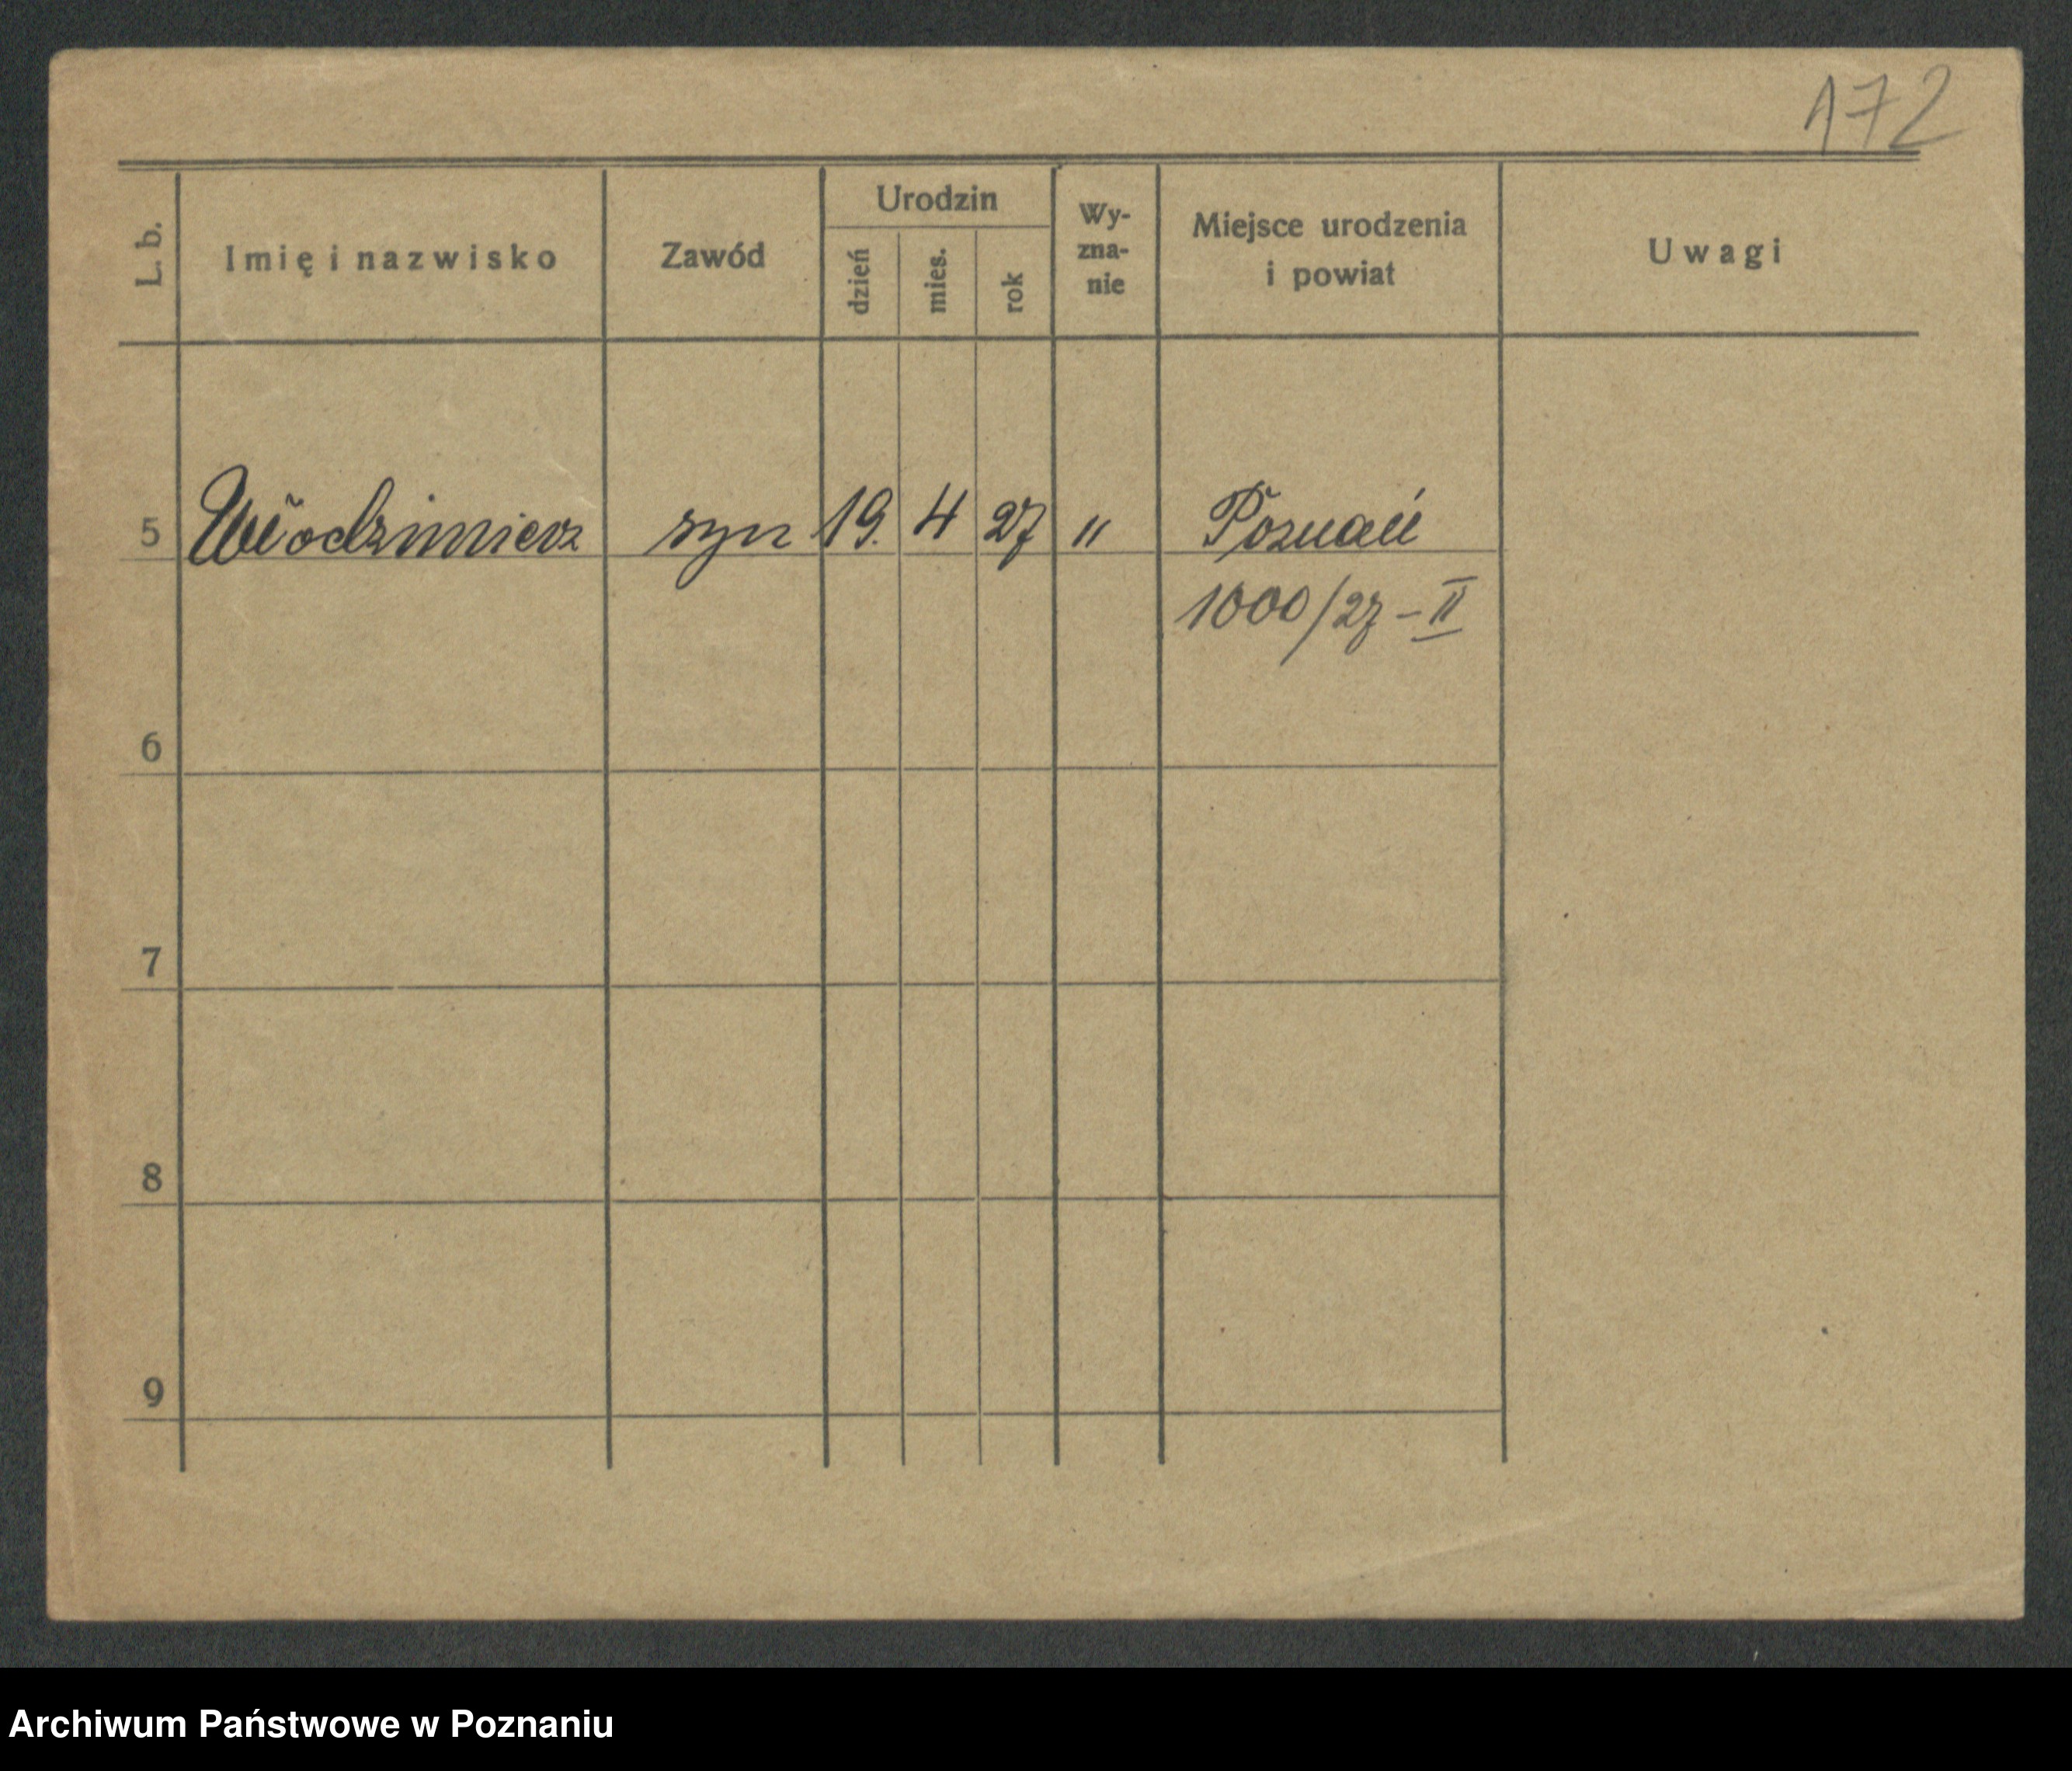 172
L. b. Imię i nazwisko Zawód Urodzin dzień mies. rok Wy-zna-nie Miejsce urodzenia i powiat Uwagi
5 Włodzimierz syn 19. 4 27 " Poznań
1000/27 - II
6
7
8
9
Archiwum Państwowe w Poznaniu